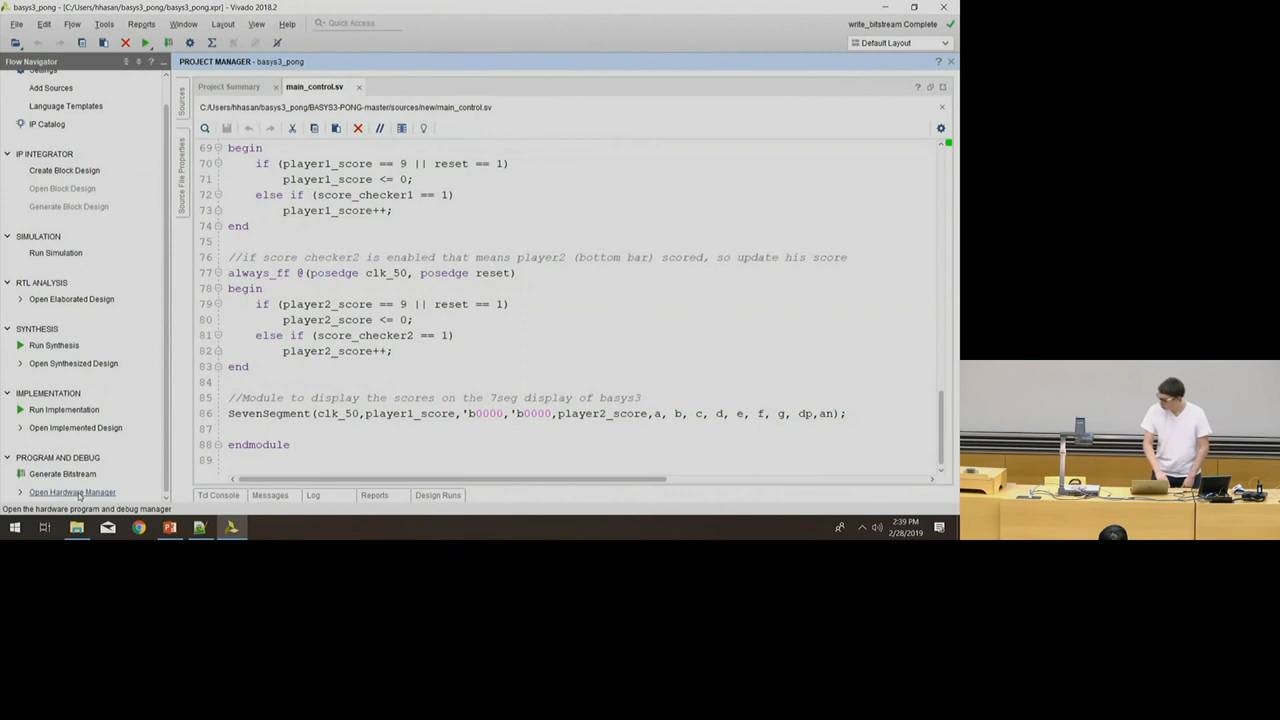 basys3_pong - [C:/Users/hhasan/basys3_pong/basys3_pong.xpr] - Vivado 2018.2
File Edit Flow Tools Reports Window Layout View Help Quick Access
write_bitstream Complete
Default Layout
Flow Navigator
PROJECT MANAGER - basys3_pong
Settings
Add Sources
Language Templates
IP Catalog
IP INTEGRATOR
Create Block Design
Open Block Design
Generate Block Design
SIMULATION
Run Simulation
RTL ANALYSIS
Open Elaborated Design
SYNTHESIS
Run Synthesis
Open Synthesized Design
IMPLEMENTATION
Run Implementation
Open Implemented Design
PROGRAM AND DEBUG
Generate Bitstream
Open Hardware Manager
Open the hardware program and debug manager
Sources
Source File Properties
Project Summary
main_control.sv
C:/Users/hhasan/basys3_pong/BASYS3-PONG-master/sources/new/main_control.sv
69 begin
70 if (player1_score == 9 || reset == 1)
71 player1_score <= 0;
72 else if (score_checker1 == 1)
73 player1_score++;
74 end
75
76 //if score checker2 is enabled that means player2 (bottom bar) scored, so update his score
77 always_ff @(posedge clk_50, posedge reset)
78 begin
79 if (player2_score == 9 || reset == 1)
80 player2_score <= 0;
81 else if (score_checker2 == 1)
82 player2_score++;
83 end
84
85 //Module to display the scores on the 7seg display of basys3
86 SevenSegment(clk_50,player1_score,'b0000,'b0000,player2_score,a, b, c, d, e, f, g, dp,an);
87
88 endmodule
89
Tcl Console Messages Log Reports Design Runs
2:39 PM
2/28/2019